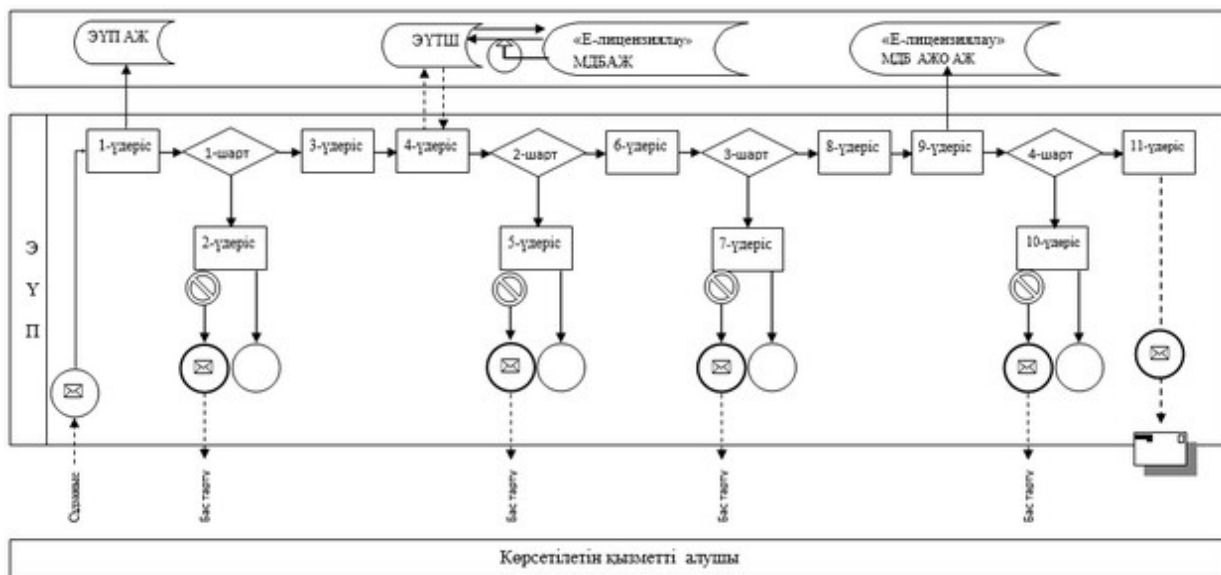 ЭҮП АЖ
ЭҮТШ
«Е-лицензиялау»
МДБАЖ
«Е-лицензиялау»
МДБ АЖО АЖ
1-үдеріс
1-шарт
3-үдеріс
4-үдеріс
2-шарт
6-үдеріс
3-шарт
8-үдеріс
9-үдеріс
4-шарт
11-үдеріс
2-үдеріс
5-үдеріс
7-үдеріс
10-үдеріс
Э
Ү
П
Сұраныс
Бас тарту
Бас тарту
Бас тарту
Бас тарту
Көрсетілетін қызметті алушы